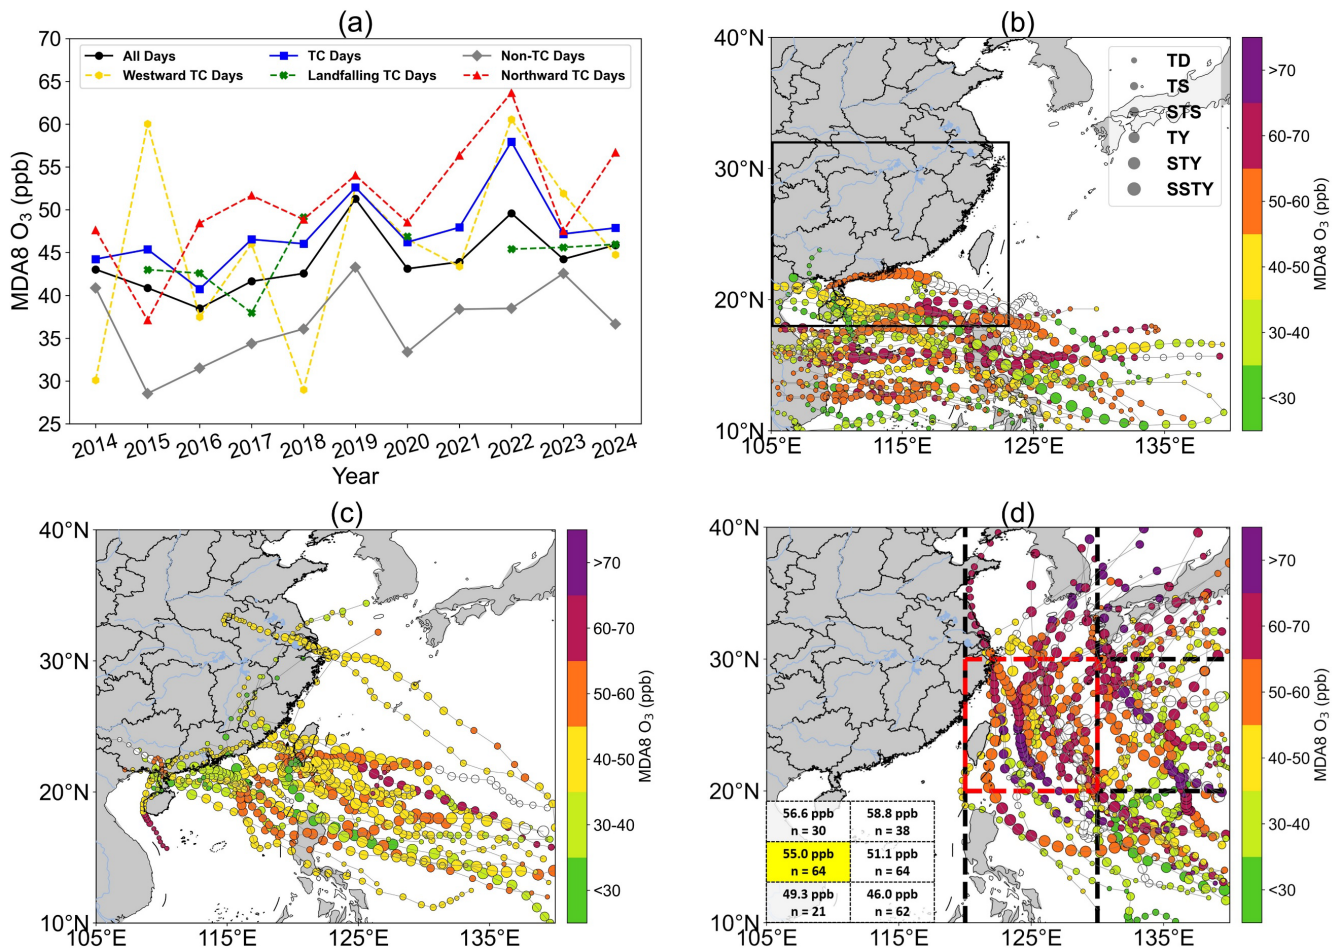 (a)
70
65
60
55
50
45
40
35
30
25
MDA8 O₃ (ppb)
All Days
TC Days
Non-TC Days
Westward TC Days
Landfalling TC Days
Northward TC Days
2014 2015 2016 2017 2018 2019 2020 2021 2022 2023 2024
Year
(b)
40°N
30°N
20°N
10°N
105°E 115°E 125°E 135°E
TD
TS
STS
TY
STY
SSTY
>70
60-70
50-60
40-50
30-40
<30
MDA8 O₃ (ppb)
(c)
40°N
30°N
20°N
10°N
105°E 115°E 125°E 135°E
>70
60-70
50-60
40-50
30-40
<30
MDA8 O₃ (ppb)
(d)
40°N
30°N
20°N
10°N
105°E 115°E 125°E 135°E
56.6 ppb 58.8 ppb
n = 30 n = 38
55.0 ppb 51.1 ppb
n = 64 n = 64
49.3 ppb 46.0 ppb
n = 21 n = 62
>70
60-70
50-60
40-50
30-40
<30
MDA8 O₃ (ppb)